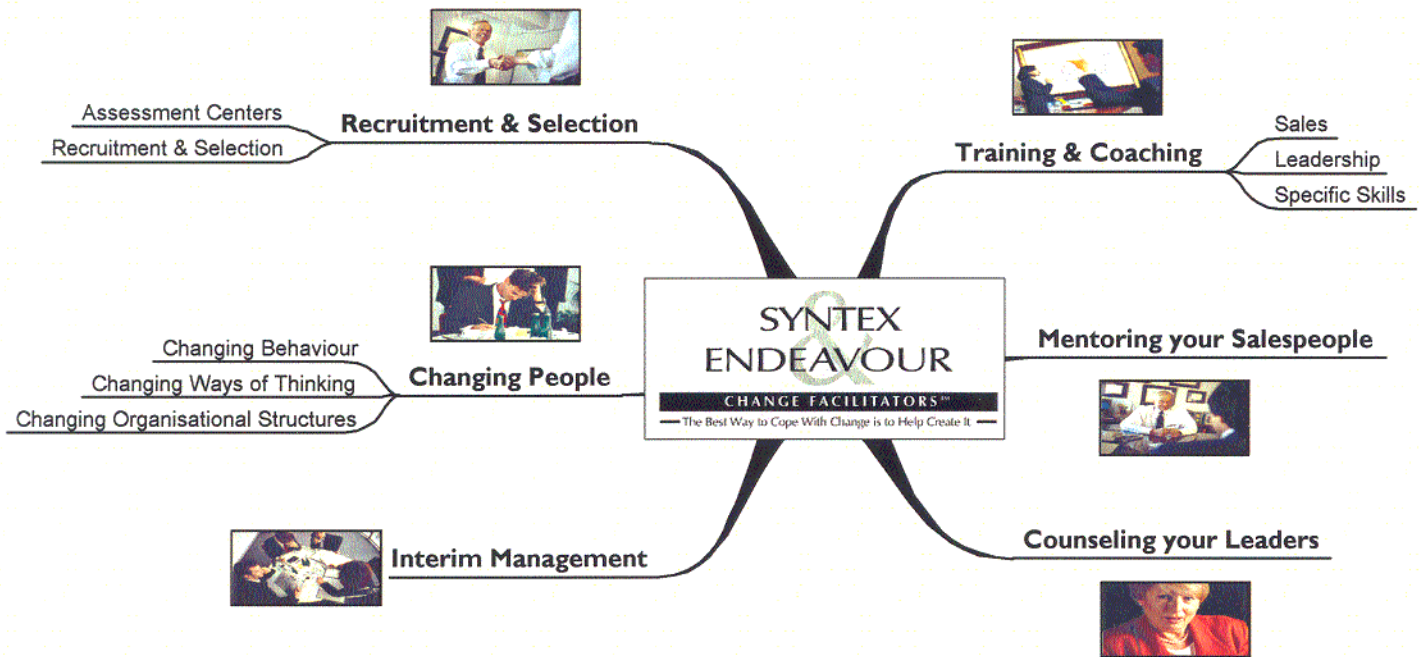 Recruitment & Selection
Assessment Centers
Recruitment & Selection
Training & Coaching
Sales
Leadership
Specific Skills
Changing People
Changing Behaviour
Changing Ways of Thinking
Changing Organisational Structures
SYNTEX
&
ENDEAVOUR
CHANGE FACILITATORS™
The Best Way to Cope With Change is to Help Create It
Mentoring your Salespeople
Interim Management
Counseling your Leaders